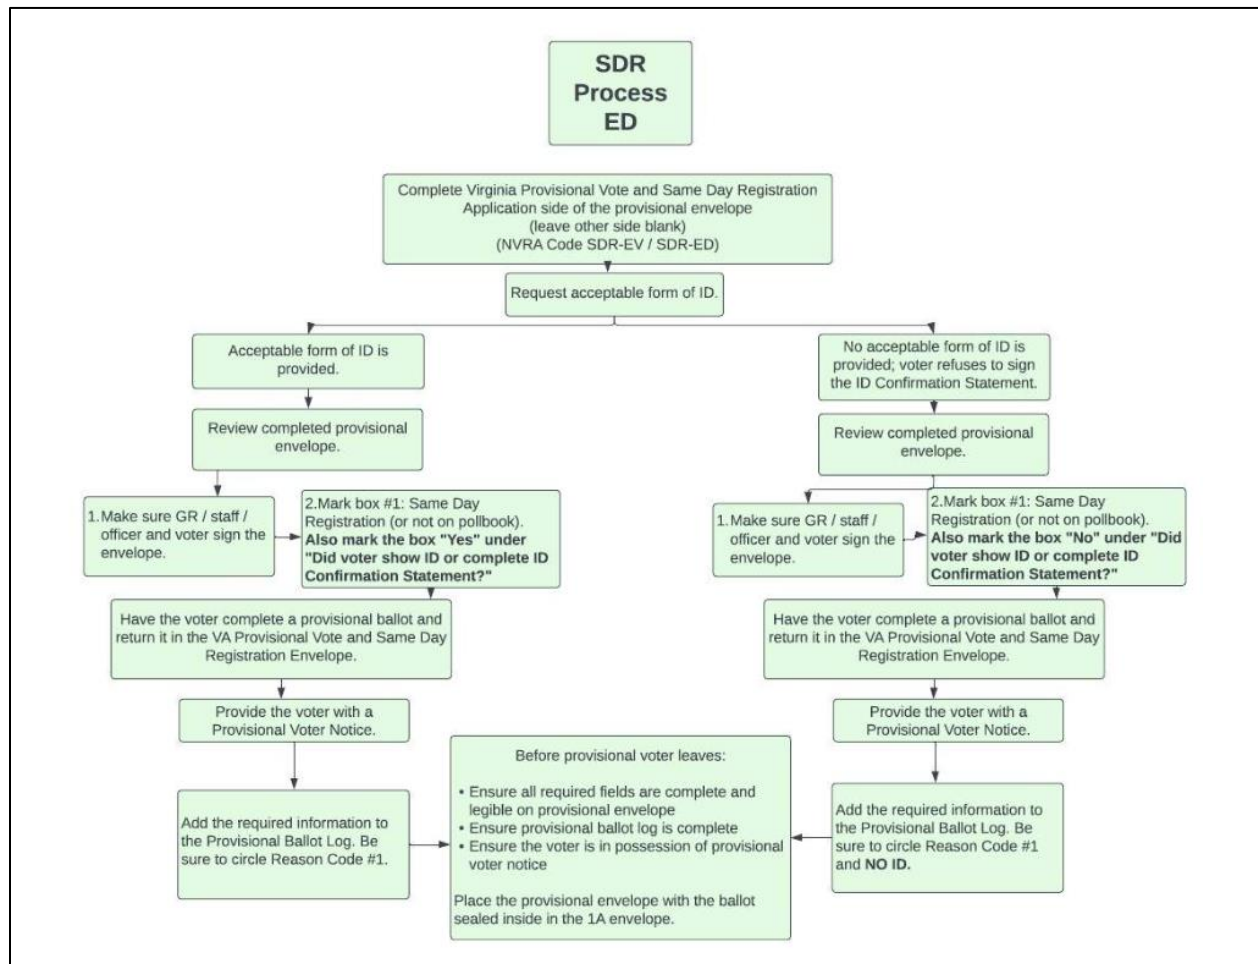 SDR
Process
ED
Complete Virginia Provisional Vote and Same Day Registration
Application side of the provisional envelope
(leave other side blank)
(NVRA Code SDR-EV / SDR-ED)
Request acceptable form of ID.
Acceptable form of ID is
provided.
Review completed provisional
envelope.
1. Make sure GR / staff /
officer and voter sign the
envelope.
2.Mark box #1: Same Day
Registration (or not on pollbook).
Also mark the box "Yes" under
"Did voter show ID or complete ID
Confirmation Statement?"
Have the voter complete a provisional ballot and
return it in the VA Provisional Vote and Same Day
Registration Envelope.
Provide the voter with a
Provisional Voter Notice.
Add the required information to
the Provisional Ballot Log. Be
sure to circle Reason Code #1.
No acceptable form of ID is
provided; voter refuses to sign
the ID Confirmation Statement.
Review completed provisional
envelope.
1. Make sure GR / staff /
officer and voter sign the
envelope.
2.Mark box #1: Same Day
Registration (or not on pollbook).
Also mark the box "No" under "Did
voter show ID or complete ID
Confirmation Statement?"
Have the voter complete a provisional ballot and
return it in the VA Provisional Vote and Same Day
Registration Envelope.
Provide the voter with a
Provisional Voter Notice.
Add the required information to
the Provisional Ballot Log. Be
sure to circle Reason Code #1
and NO ID.
Before provisional voter leaves:
• Ensure all required fields are complete and
legible on provisional envelope
• Ensure provisional ballot log is complete
• Ensure the voter is in possession of provisional
voter notice
Place the provisional envelope with the ballot
sealed inside in the 1A envelope.